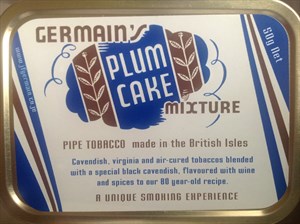 GERMAIN'S
PLUM
CAKE
MIXTURE
50g Net
PIPE TOBACCO made in the British Isles
Cavendish, virginia and air-cured tobaccos blended
with a special black cavendish, flavoured with wine
and spices to our 80 year-old recipe.
A UNIQUE SMOKING EXPERIENCE